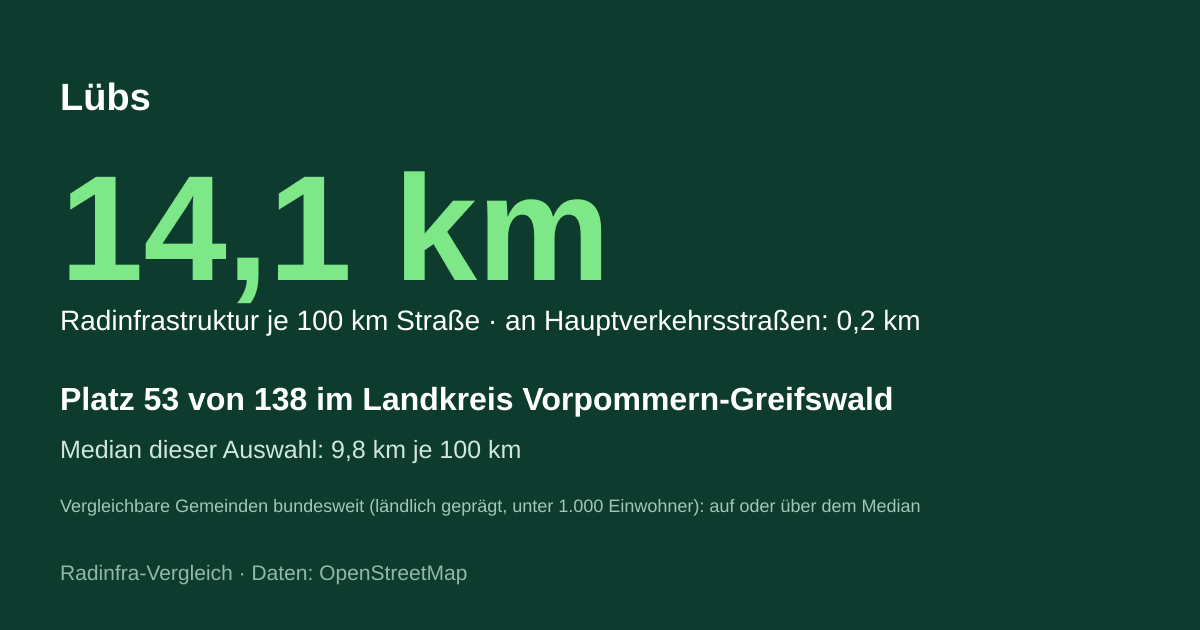 Lübs
14,1 km
Radinfrastruktur je 100 km Straße · an Hauptverkehrsstraßen: 0,2 km
Platz 53 von 138 im Landkreis Vorpommern-Greifswald
Median dieser Auswahl: 9,8 km je 100 km
Vergleichbare Gemeinden bundesweit (ländlich geprägt, unter 1.000 Einwohner): auf oder über dem Median
Radinfra-Vergleich · Daten: OpenStreetMap